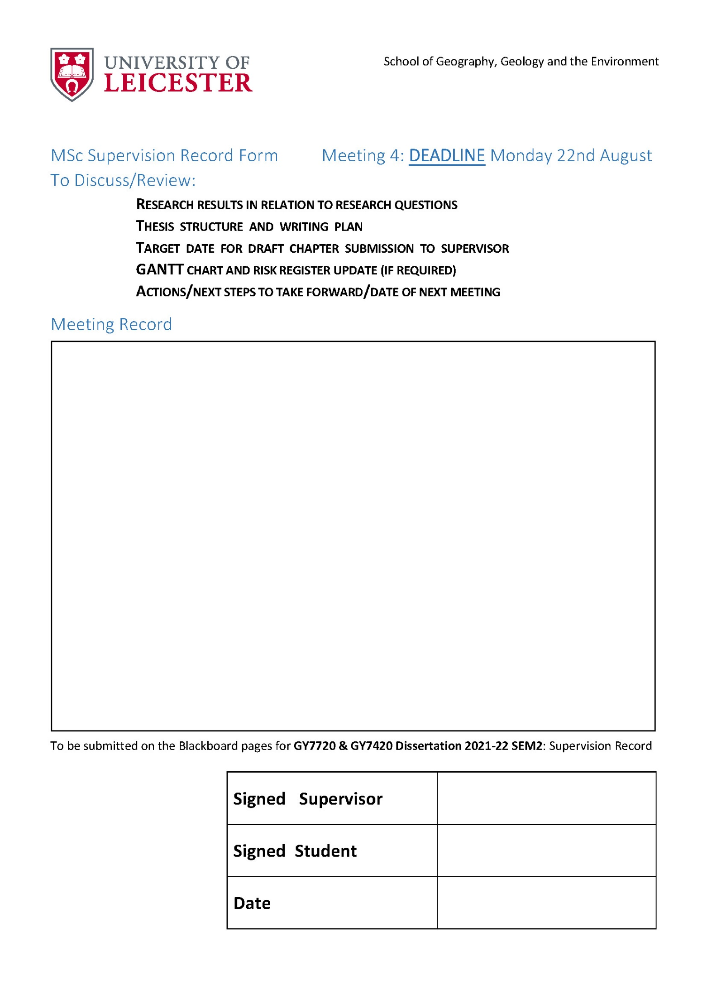 UNIVERSITY OF
LEICESTER
School of Geography, Geology and the Environment
MSc Supervision Record Form Meeting 4: DEADLINE Monday 22nd August
To Discuss/Review:
RESEARCH RESULTS IN RELATION TO RESEARCH QUESTIONS
THESIS STRUCTURE AND WRITING PLAN
TARGET DATE FOR DRAFT CHAPTER SUBMISSION TO SUPERVISOR
GANTT CHART AND RISK REGISTER UPDATE (IF REQUIRED)
ACTIONS/NEXT STEPS TO TAKE FORWARD/DATE OF NEXT MEETING
Meeting Record
To be submitted on the Blackboard pages for GY7720 & GY7420 Dissertation 2021-22 SEM2: Supervision Record
Signed Supervisor
Signed Student
Date